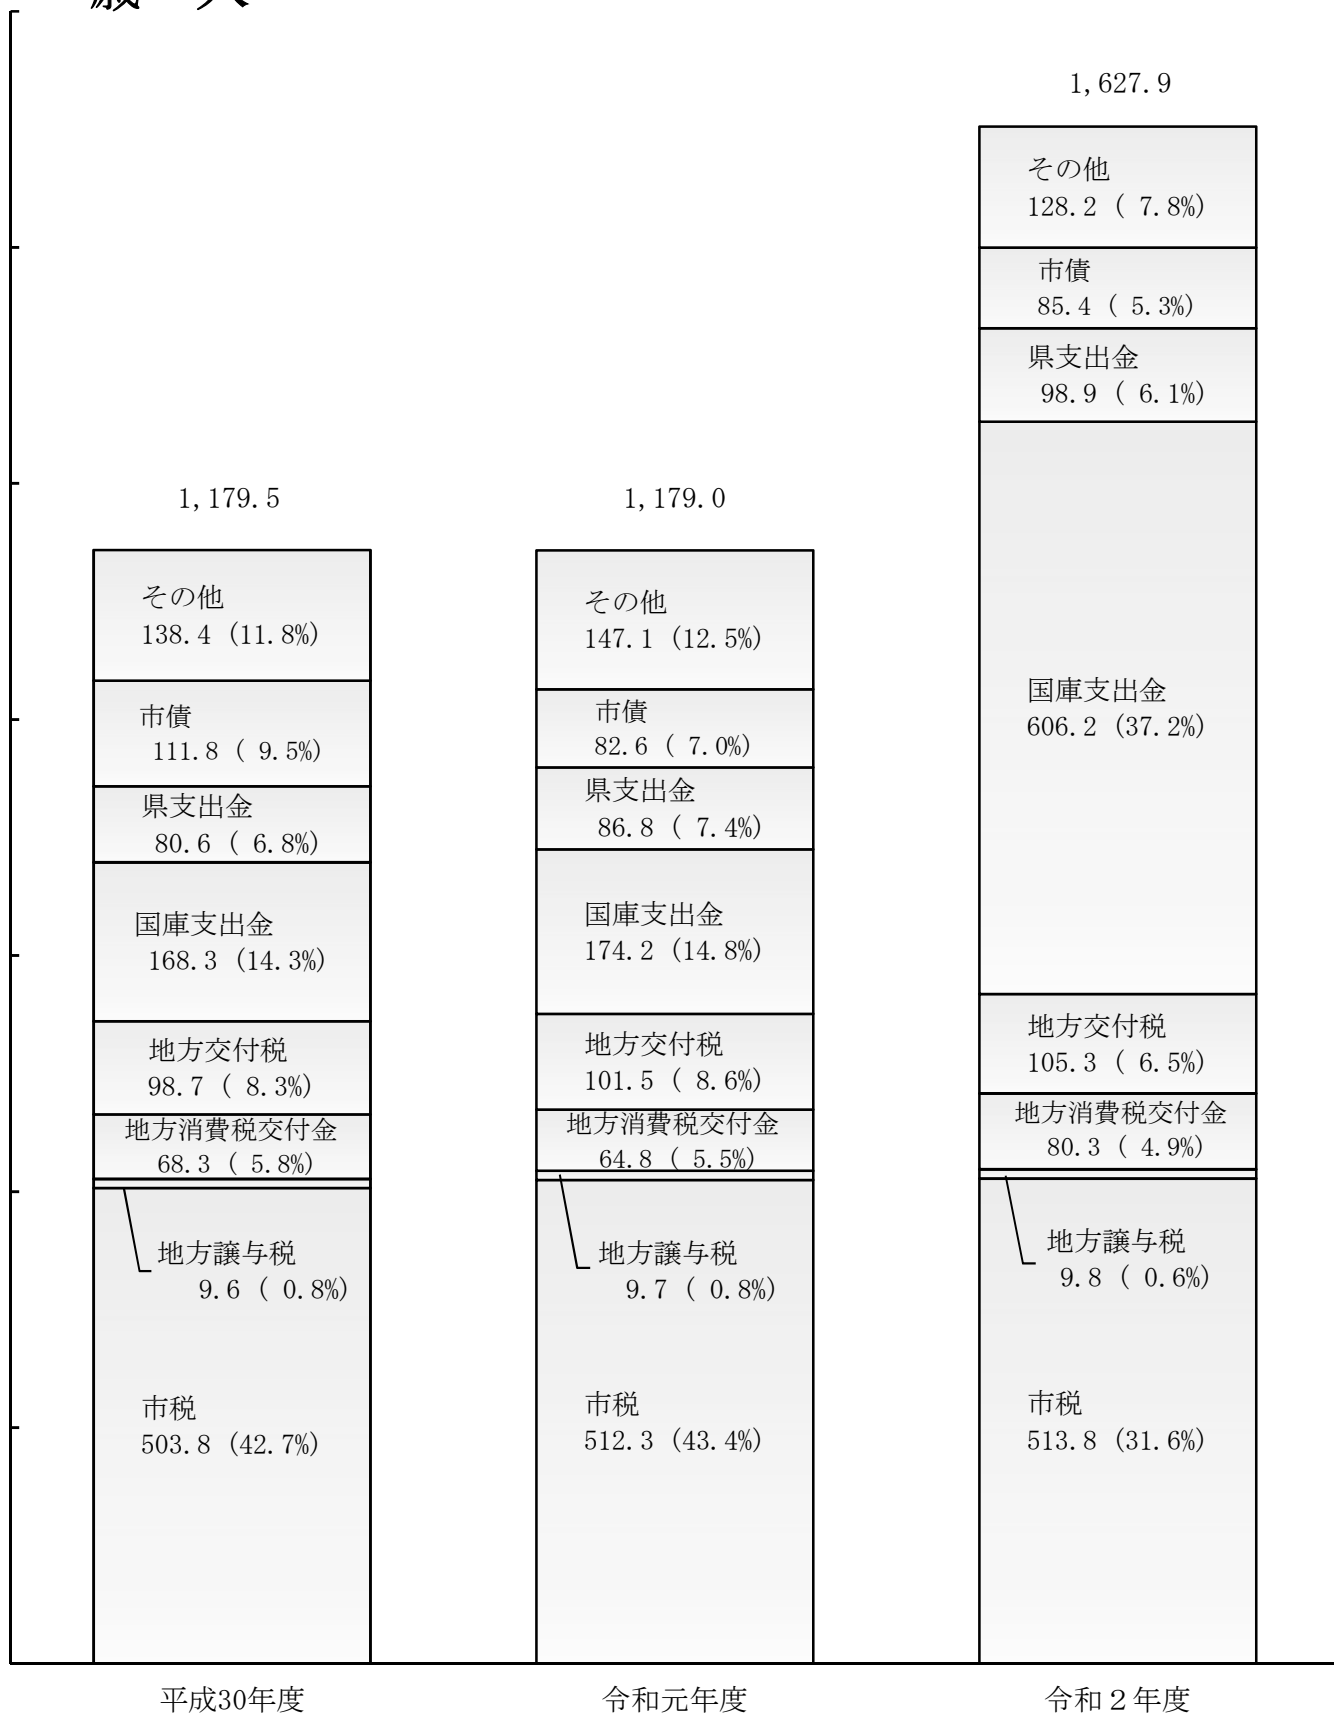 歳 入
1,179.5
その他
138.4 (11.8%)
市債
111.8 ( 9.5%)
県支出金
80.6 ( 6.8%)
国庫支出金
168.3 (14.3%)
地方交付税
98.7 ( 8.3%)
地方消費税交付金
68.3 ( 5.8%)
地方譲与税
9.6 ( 0.8%)
市税
503.8 (42.7%)
平成30年度
1,179.0
その他
147.1 (12.5%)
市債
82.6 ( 7.0%)
県支出金
86.8 ( 7.4%)
国庫支出金
174.2 (14.8%)
地方交付税
101.5 ( 8.6%)
地方消費税交付金
64.8 ( 5.5%)
地方譲与税
9.7 ( 0.8%)
市税
512.3 (43.4%)
令和元年度
1,627.9
その他
128.2 ( 7.8%)
市債
85.4 ( 5.3%)
県支出金
98.9 ( 6.1%)
国庫支出金
606.2 (37.2%)
地方交付税
105.3 ( 6.5%)
地方消費税交付金
80.3 ( 4.9%)
地方譲与税
9.8 ( 0.6%)
市税
513.8 (31.6%)
令和２年度